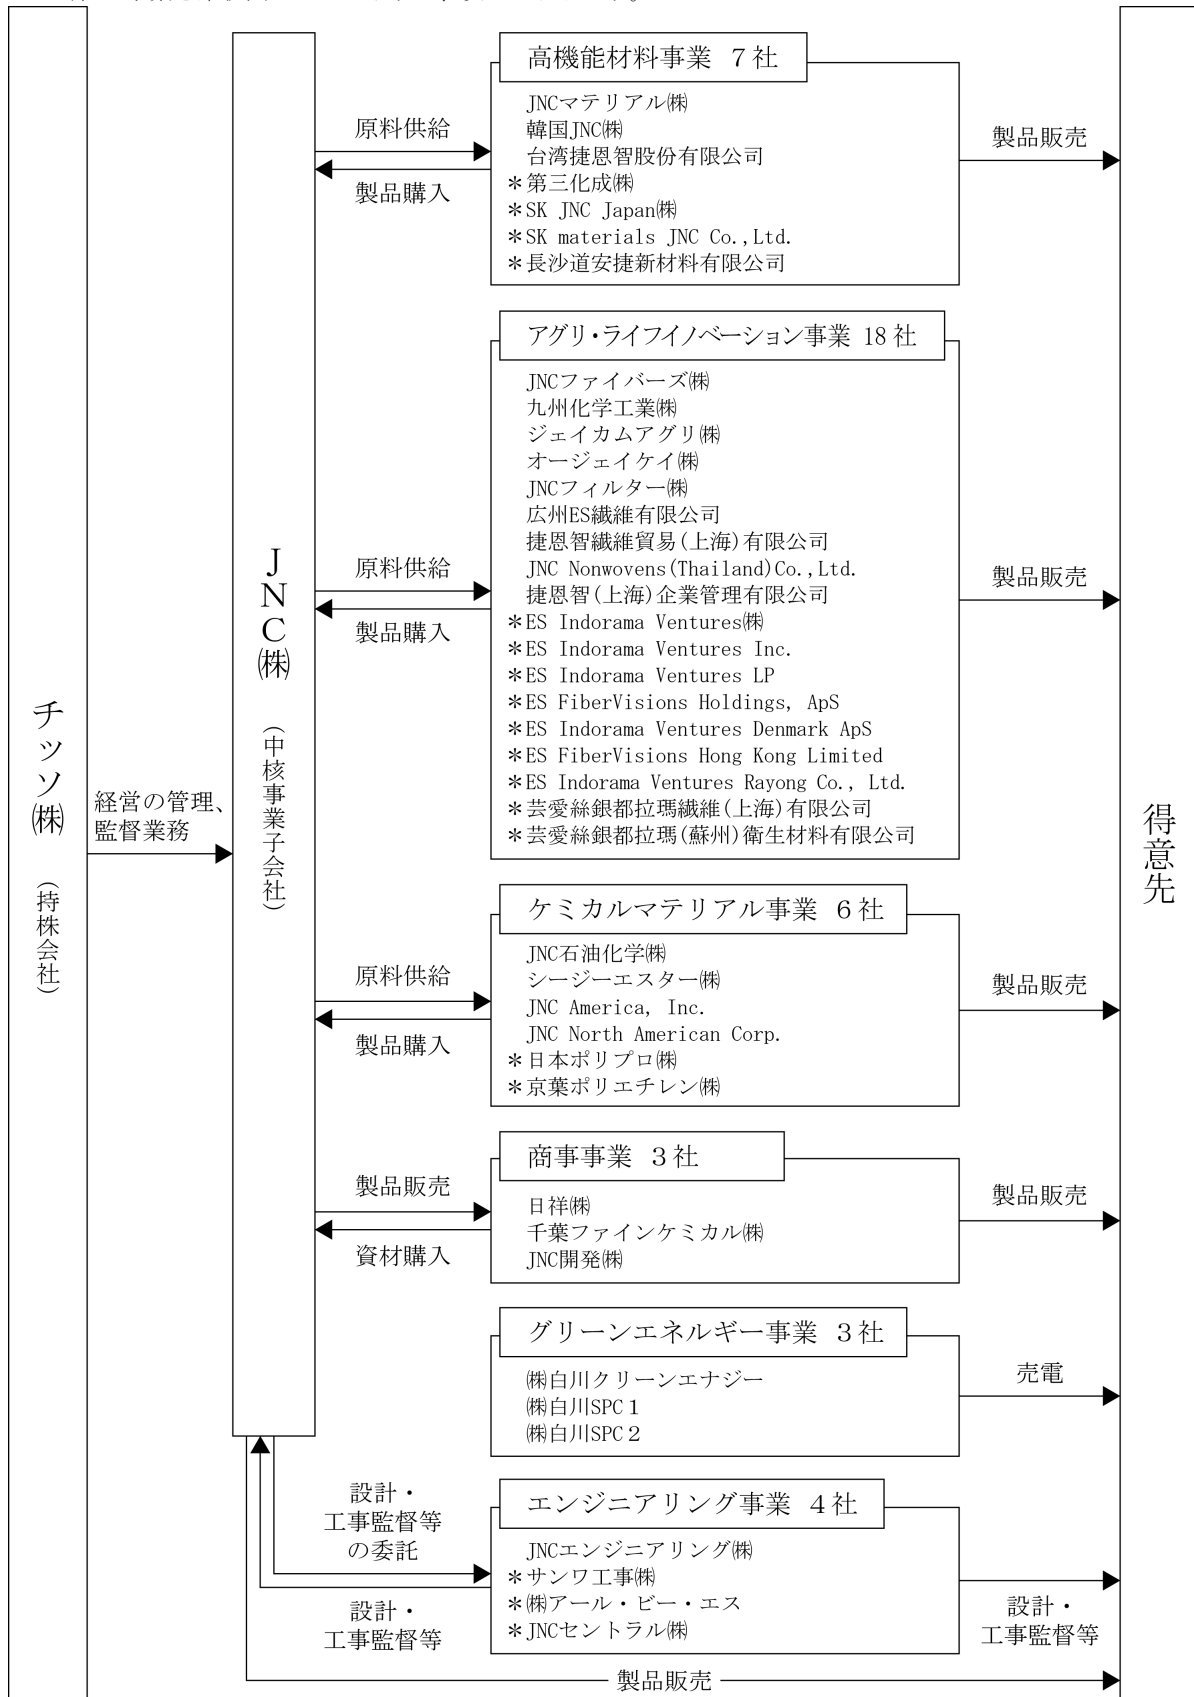 チッソ㈱
（持株会社）
経営の管理、
監督業務
JNC㈱
（中核事業子会社）
原料供給
製品購入
高機能材料事業 ７社
JNCマテリアル㈱
韓国JNC㈱
台湾捷恩智股份有限公司
＊第三化成㈱
＊SK JNC Japan㈱
＊SK materials JNC Co.,Ltd.
＊長沙道安捷新材料有限公司
製品販売
原料供給
製品購入
アグリ・ライフイノベーション事業 18社
JNCファイバーズ㈱
九州化学工業㈱
ジェイカムアグリ㈱
オージェイケイ㈱
JNCフィルター㈱
広州ES繊維有限公司
捷恩智繊維貿易(上海)有限公司
JNC Nonwovens(Thailand)Co.,Ltd.
捷恩智(上海)企業管理有限公司
＊ES Indorama Ventures㈱
＊ES Indorama Ventures Inc.
＊ES Indorama Ventures LP
＊ES FiberVisions Holdings, ApS
＊ES Indorama Ventures Denmark ApS
＊ES FiberVisions Hong Kong Limited
＊ES Indorama Ventures Rayong Co., Ltd.
＊芸愛絲銀都拉瑪繊維(上海)有限公司
＊芸愛絲銀都拉瑪(蘇州)衛生材料有限公司
製品販売
原料供給
製品購入
ケミカルマテリアル事業 ６社
JNC石油化学㈱
シージーエスター㈱
JNC America, Inc.
JNC North American Corp.
＊日本ポリプロ㈱
＊京葉ポリエチレン㈱
製品販売
製品販売
資材購入
商事事業 ３社
日祥㈱
千葉ファインケミカル㈱
JNC開発㈱
製品販売
グリーンエネルギー事業 ３社
㈱白川クリーンエナジー
㈱白川SPC１
㈱白川SPC２
売電
設計・
工事監督等
の委託
設計・
工事監督等
エンジニアリング事業 ４社
JNCエンジニアリング㈱
＊サンワ工事㈱
＊㈱アール・ビー・エス
＊JNCセントラル㈱
設計・
工事監督等
製品販売
得意先